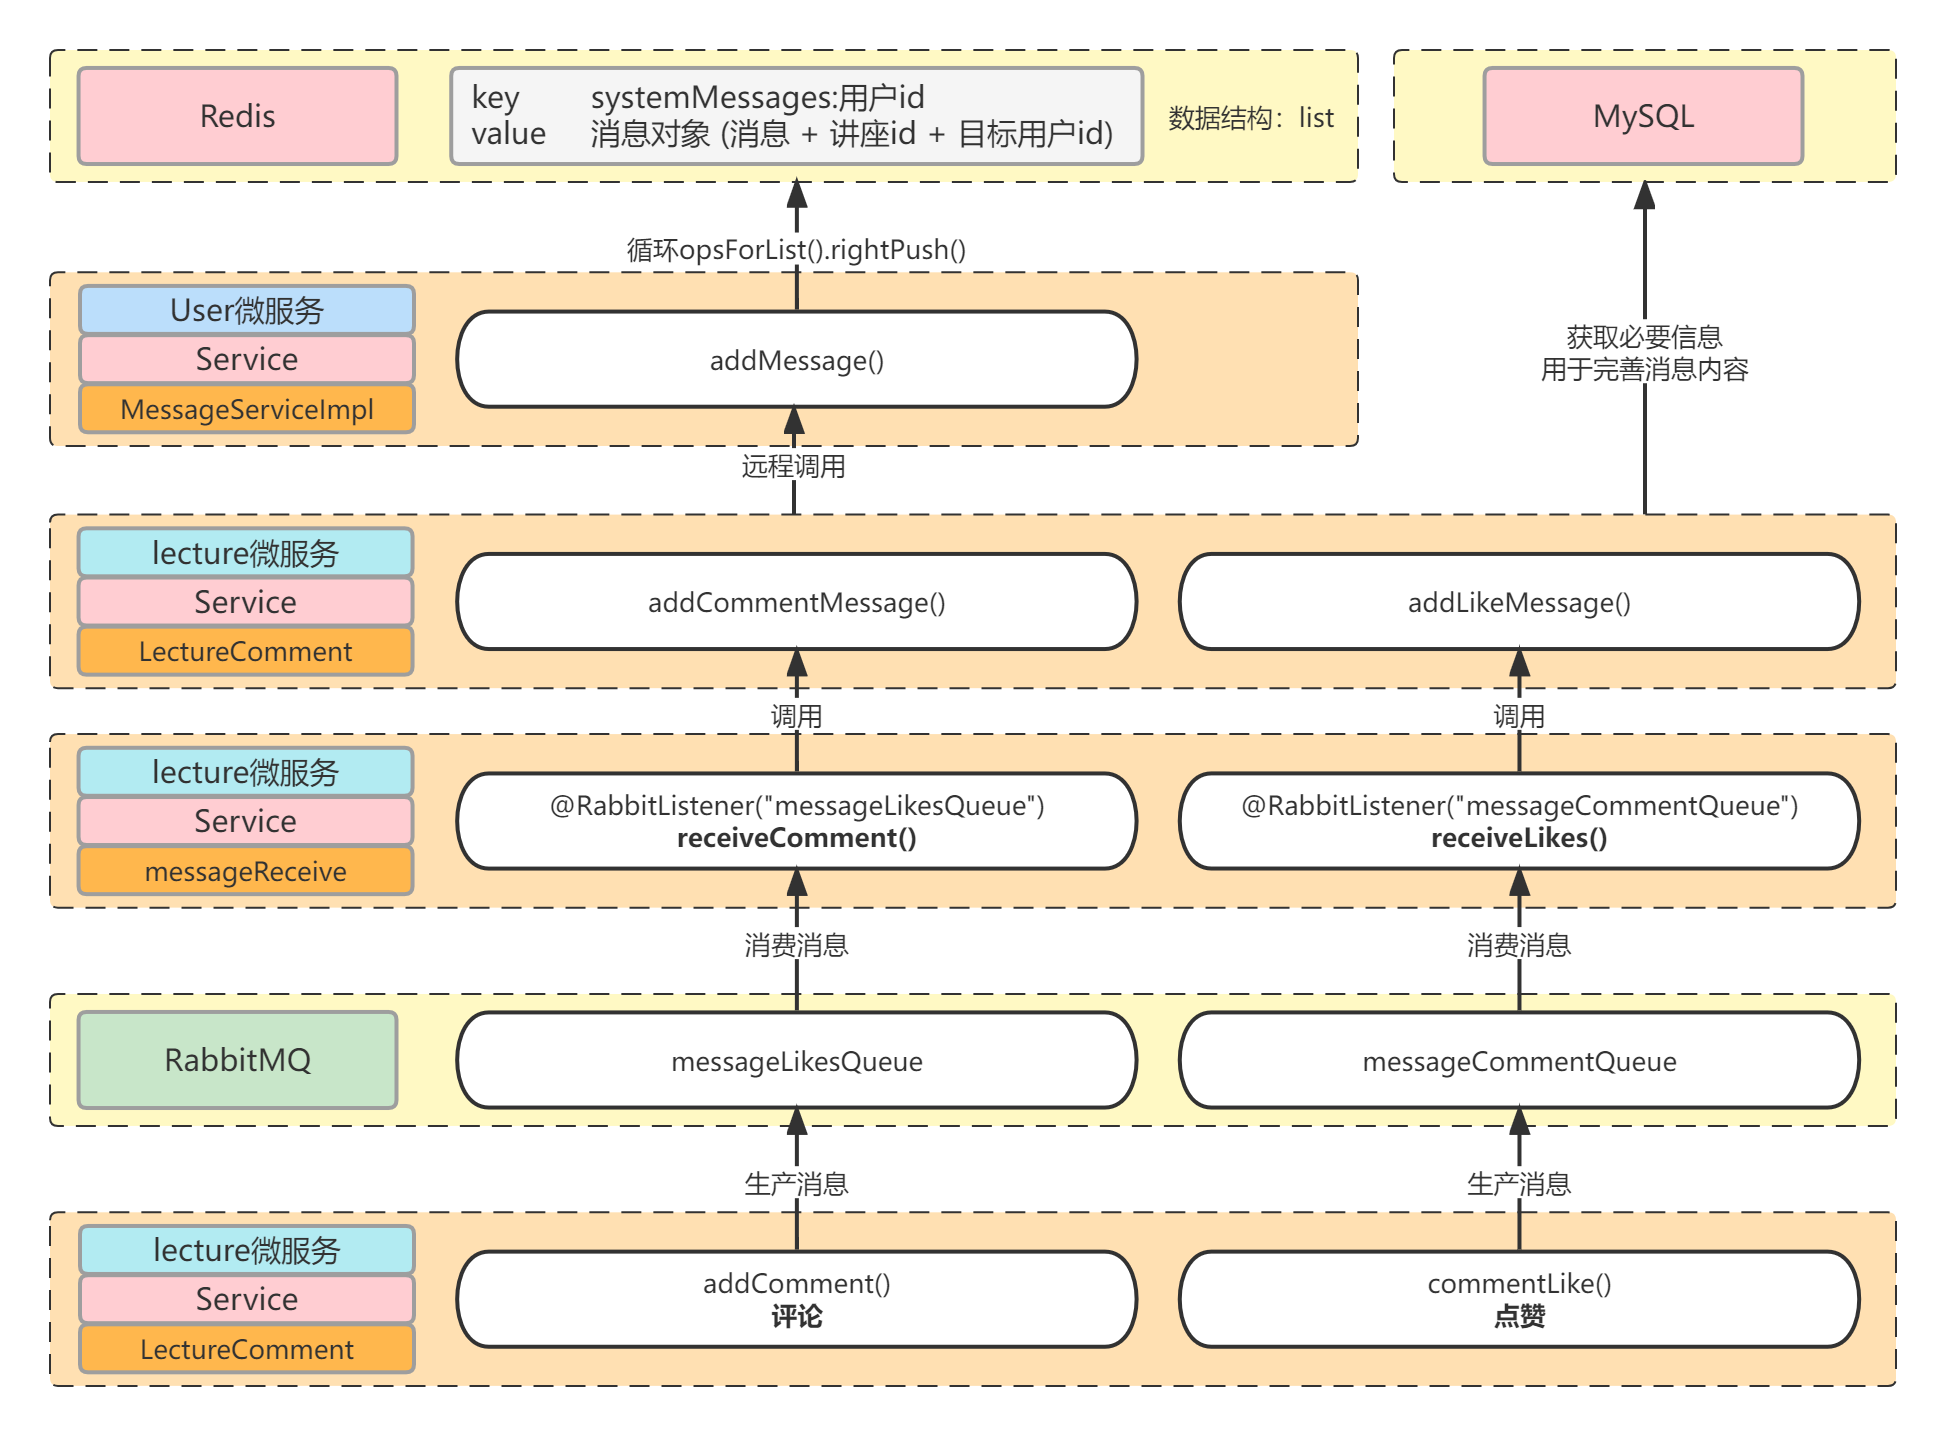 Redis
key systemMessages:用户id
value 消息对象 (消息 + 讲座id + 目标用户id)
数据结构：list
MySQL
循环opsForList().rightPush()
User微服务
Service
MessageServiceImpl
addMessage()
获取必要信息
用于完善消息内容
远程调用
lecture微服务
Service
LectureComment
addCommentMessage()
addLikeMessage()
调用
调用
lecture微服务
Service
messageReceive
@RabbitListener("messageLikesQueue")
receiveComment()
@RabbitListener("messageCommentQueue")
receiveLikes()
消费消息
消费消息
RabbitMQ
messageLikesQueue
messageCommentQueue
生产消息
生产消息
lecture微服务
Service
LectureComment
addComment()
评论
commentLike()
点赞